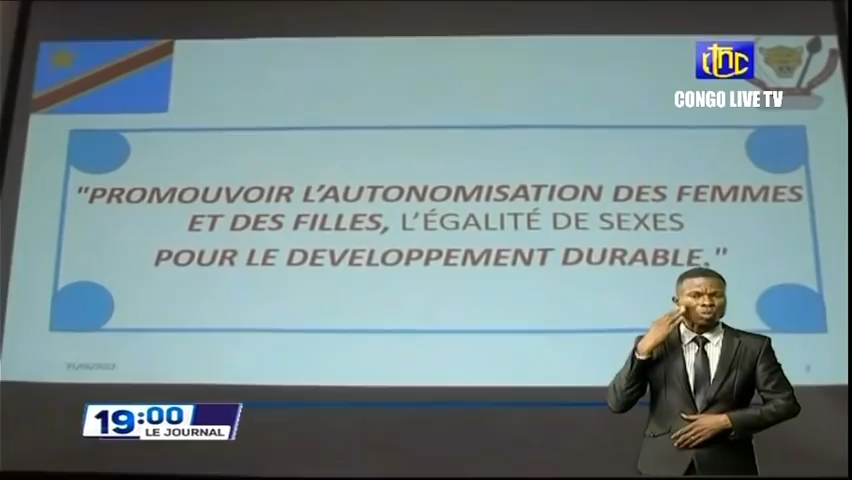 rtnc
CONGO LIVE TV
"PROMOUVOIR L'AUTONOMISATION DES FEMMES
ET DES FILLES, L'ÉGALITÉ DE SEXES
POUR LE DEVELOPPEMENT DURABLE."
19:00
LE JOURNAL